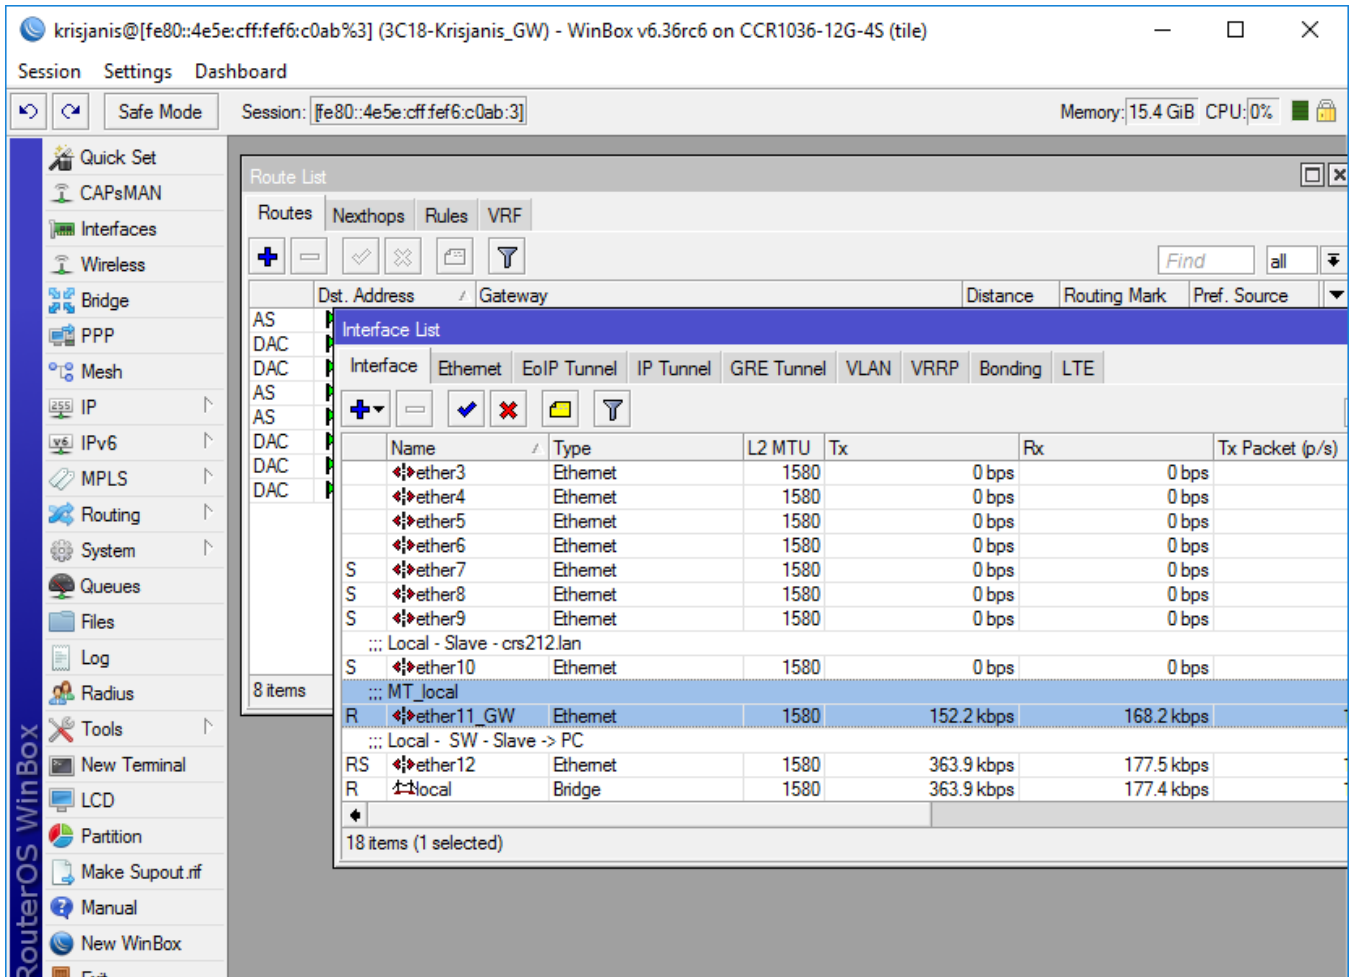 krisjanis@[fe80::4e5e:cff:fef6:c0ab%3] (3C18-Krisjanis_GW) - WinBox v6.36rc6 on CCR1036-12G-4S (tile)
Session Settings Dashboard
Safe Mode Session: [fe80::4e5e:cff:fef6:c0ab:3] Memory: 15.4 GiB CPU: 0%
Quick Set
CAPsMAN
Interfaces
Wireless
Bridge
PPP
Mesh
IP
IPv6
MPLS
Routing
System
Queues
Files
Log
Radius
Tools
New Terminal
LCD
Partition
Make Supout.rif
Manual
New WinBox
RouterOS WinBox
Route List
Routes Nexthops Rules VRF
Find all
Dst. Address Gateway Distance Routing Mark Pref. Source
AS
DAC
DAC
AS
AS
DAC
DAC
DAC
8 items
Interface List
Interface Ethernet EoIP Tunnel IP Tunnel GRE Tunnel VLAN VRRP Bonding LTE
Name Type L2 MTU Tx Rx Tx Packet (p/s)
ether3 Ethernet 1580 0 bps 0 bps
ether4 Ethernet 1580 0 bps 0 bps
ether5 Ethernet 1580 0 bps 0 bps
ether6 Ethernet 1580 0 bps 0 bps
S ether7 Ethernet 1580 0 bps 0 bps
S ether8 Ethernet 1580 0 bps 0 bps
S ether9 Ethernet 1580 0 bps 0 bps
;;; Local - Slave - crs212.lan
S ether10 Ethernet 1580 0 bps 0 bps
;;; MT_local
R ether11_GW Ethernet 1580 152.2 kbps 168.2 kbps
;;; Local - SW - Slave -> PC
RS ether12 Ethernet 1580 363.9 kbps 177.5 kbps
R local Bridge 1580 363.9 kbps 177.4 kbps
18 items (1 selected)